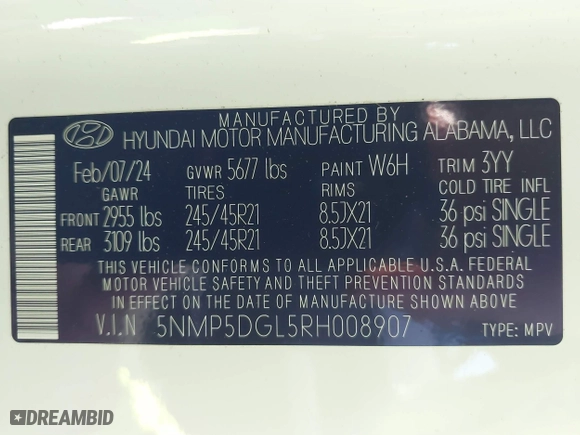 MANUFACTURED BY
HYUNDAI MOTOR MANUFACTURING ALABAMA, LLC
Feb/07/24 GVWR 5677 lbs PAINT W6H TRIM 3YY
GAWR TIRES RIMS COLD TIRE INFL
FRONT 2955 lbs 245/45R21 8.5JX21 36 psi SINGLE
REAR 3109 lbs 245/45R21 8.5JX21 36 psi SINGLE
THIS VEHICLE CONFORMS TO ALL APPLICABLE U.S.A. FEDERAL
MOTOR VEHICLE SAFETY AND THEFT PREVENTION STANDARDS
IN EFFECT ON THE DATE OF MANUFACTURE SHOWN ABOVE.
V.I.N 5NMP5DGL5RH008907 TYPE: MPV
DREAMBID